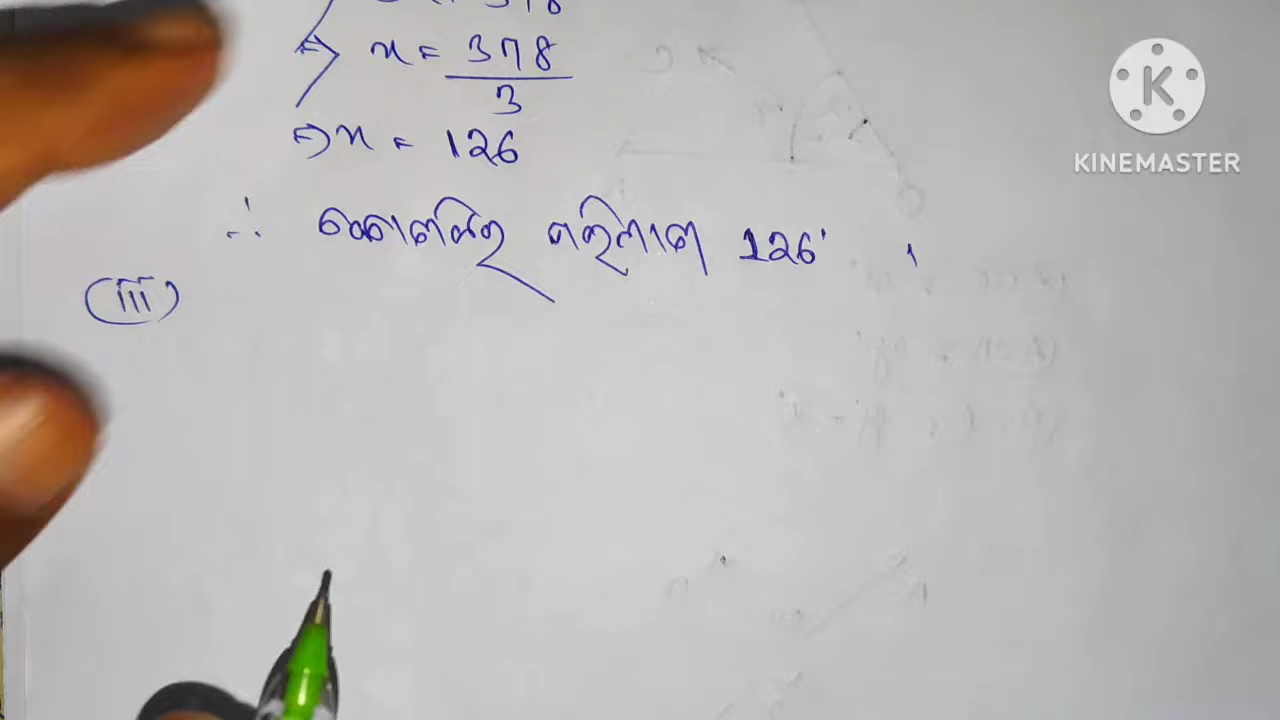 ⇒ x = 378/3
⇒ x = 126
∴ କୋଣଟିର ପରିମାଣ 126° ।
(iii)
K
KINEMASTER